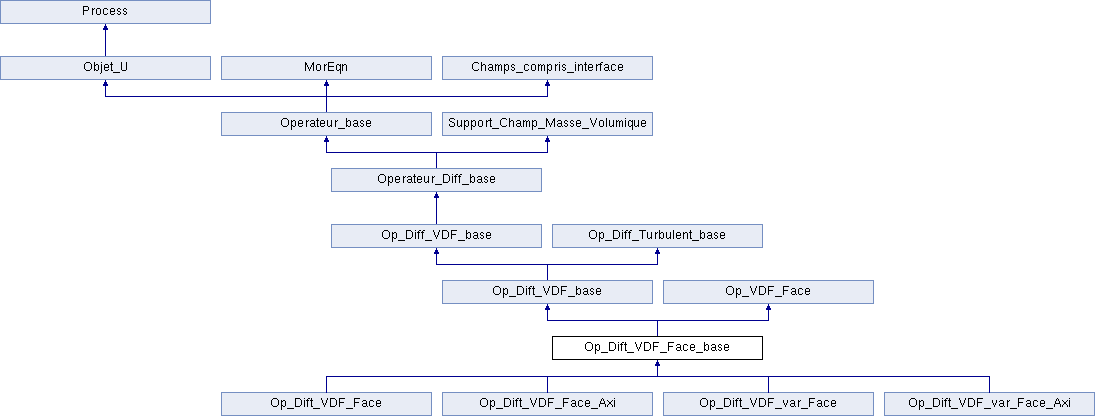 Process
Objet_U
MorEqn
Champs_compris_interface
Operateur_base
Support_Champ_Masse_Volumique
Operateur_Diff_base
Op_Diff_VDF_base
Op_Diff_Turbulent_base
Op_Dift_VDF_base
Op_VDF_Face
Op_Dift_VDF_Face_base
Op_Dift_VDF_Face
Op_Dift_VDF_Face_Axi
Op_Dift_VDF_var_Face
Op_Dift_VDF_var_Face_Axi